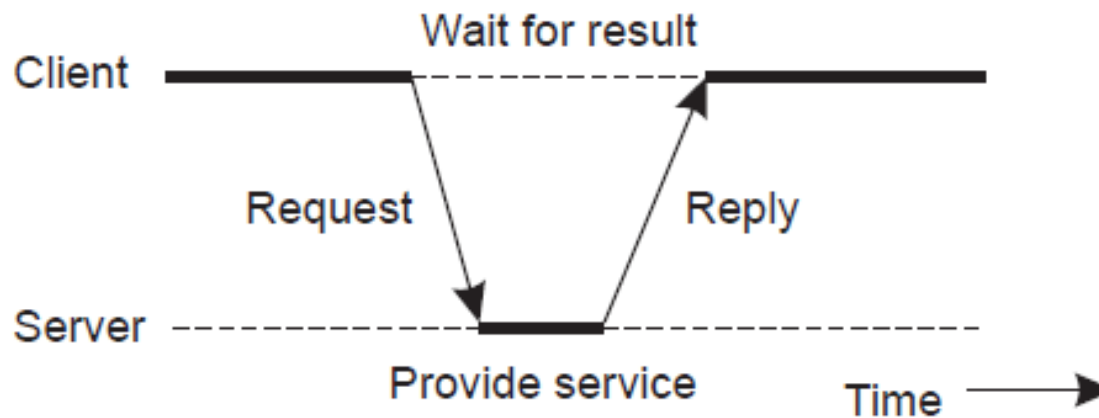 Wait for result
Client
Request
Reply
Server
Provide service
Time